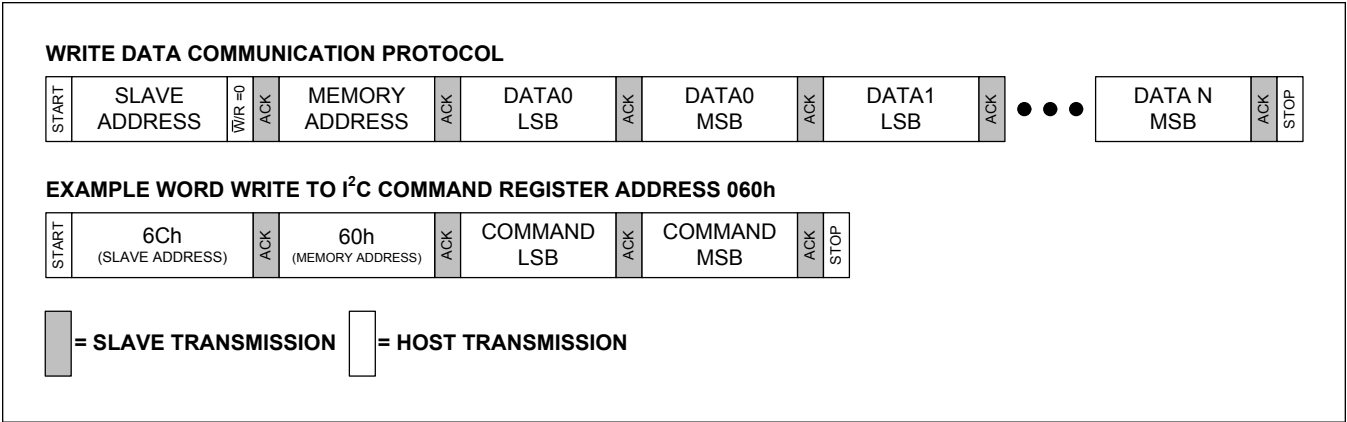 WRITE DATA COMMUNICATION PROTOCOL
START SLAVE ADDRESS W̅/R =0 ACK MEMORY ADDRESS ACK DATA0 LSB ACK DATA0 MSB ACK DATA1 LSB ACK ●●● DATA N MSB ACK STOP
EXAMPLE WORD WRITE TO I²C COMMAND REGISTER ADDRESS 060h
START 6Ch (SLAVE ADDRESS) ACK 60h (MEMORY ADDRESS) ACK COMMAND LSB ACK COMMAND MSB ACK STOP
= SLAVE TRANSMISSION = HOST TRANSMISSION